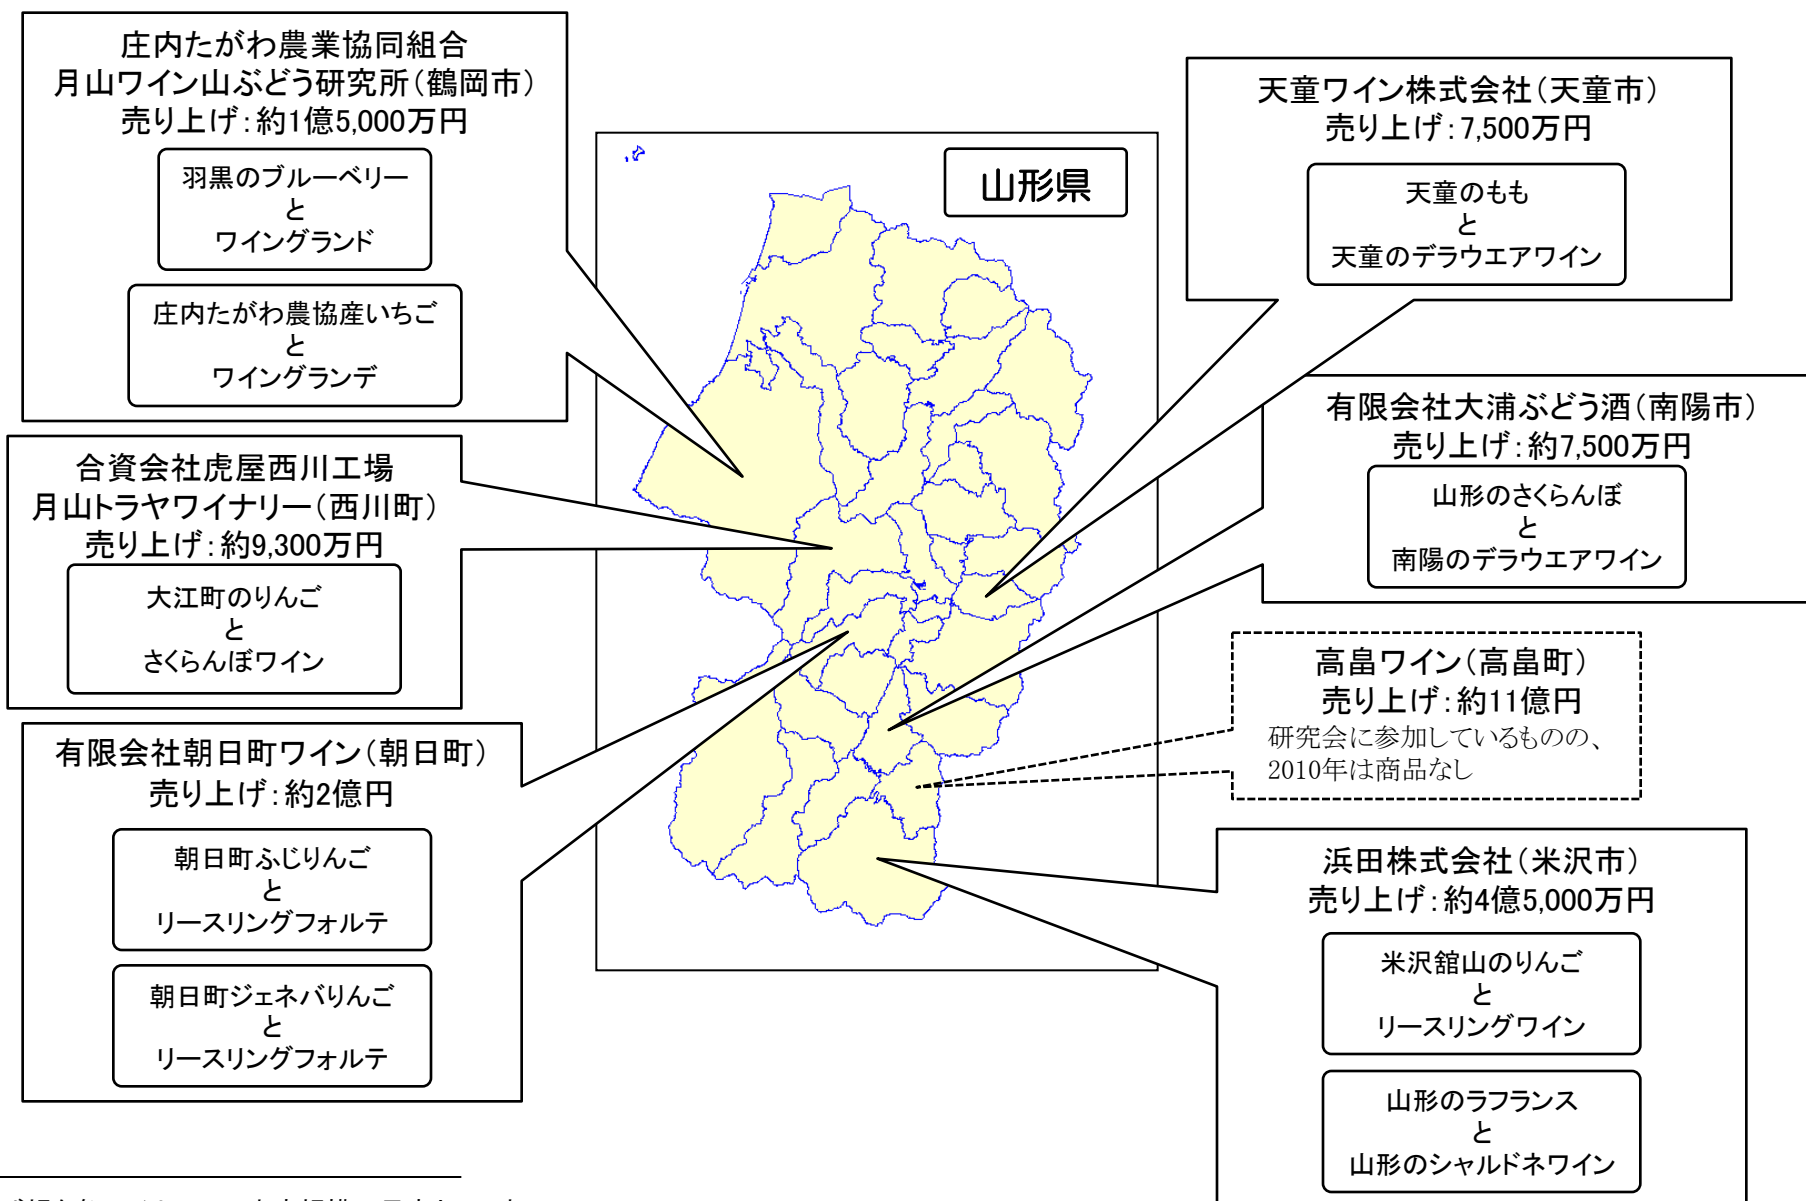 庄内たがわ農業協同組合
月山ワイン山ぶどう研究所(鶴岡市)
売り上げ:約1億5,000万円
羽黒のブルーベリー
と
ワイングランド
庄内たがわ農協産いちご
と
ワイングランデ
合資会社虎屋西川工場
月山トラヤワイナリー(西川町)
売り上げ:約9,300万円
大江町のりんご
と
さくらんぼワイン
有限会社朝日町ワイン(朝日町)
売り上げ:約2億円
朝日町ふじりんご
と
リースリングフォルテ
朝日町ジェネバりんご
と
リースリングフォルテ
山形県
天童ワイン株式会社(天童市)
売り上げ:7,500万円
天童のもも
と
天童のデラウエアワイン
有限会社大浦ぶどう酒(南陽市)
売り上げ:約7,500万円
山形のさくらんぼ
と
南陽のデラウエアワイン
高畠ワイン(高畠町)
売り上げ:約11億円
研究会に参加しているものの、
2010年は商品なし
浜田株式会社(米沢市)
売り上げ:約4億5,000万円
米沢舘山のりんご
と
リースリングワイン
山形のラフランス
と
山形のシャルドネワイン